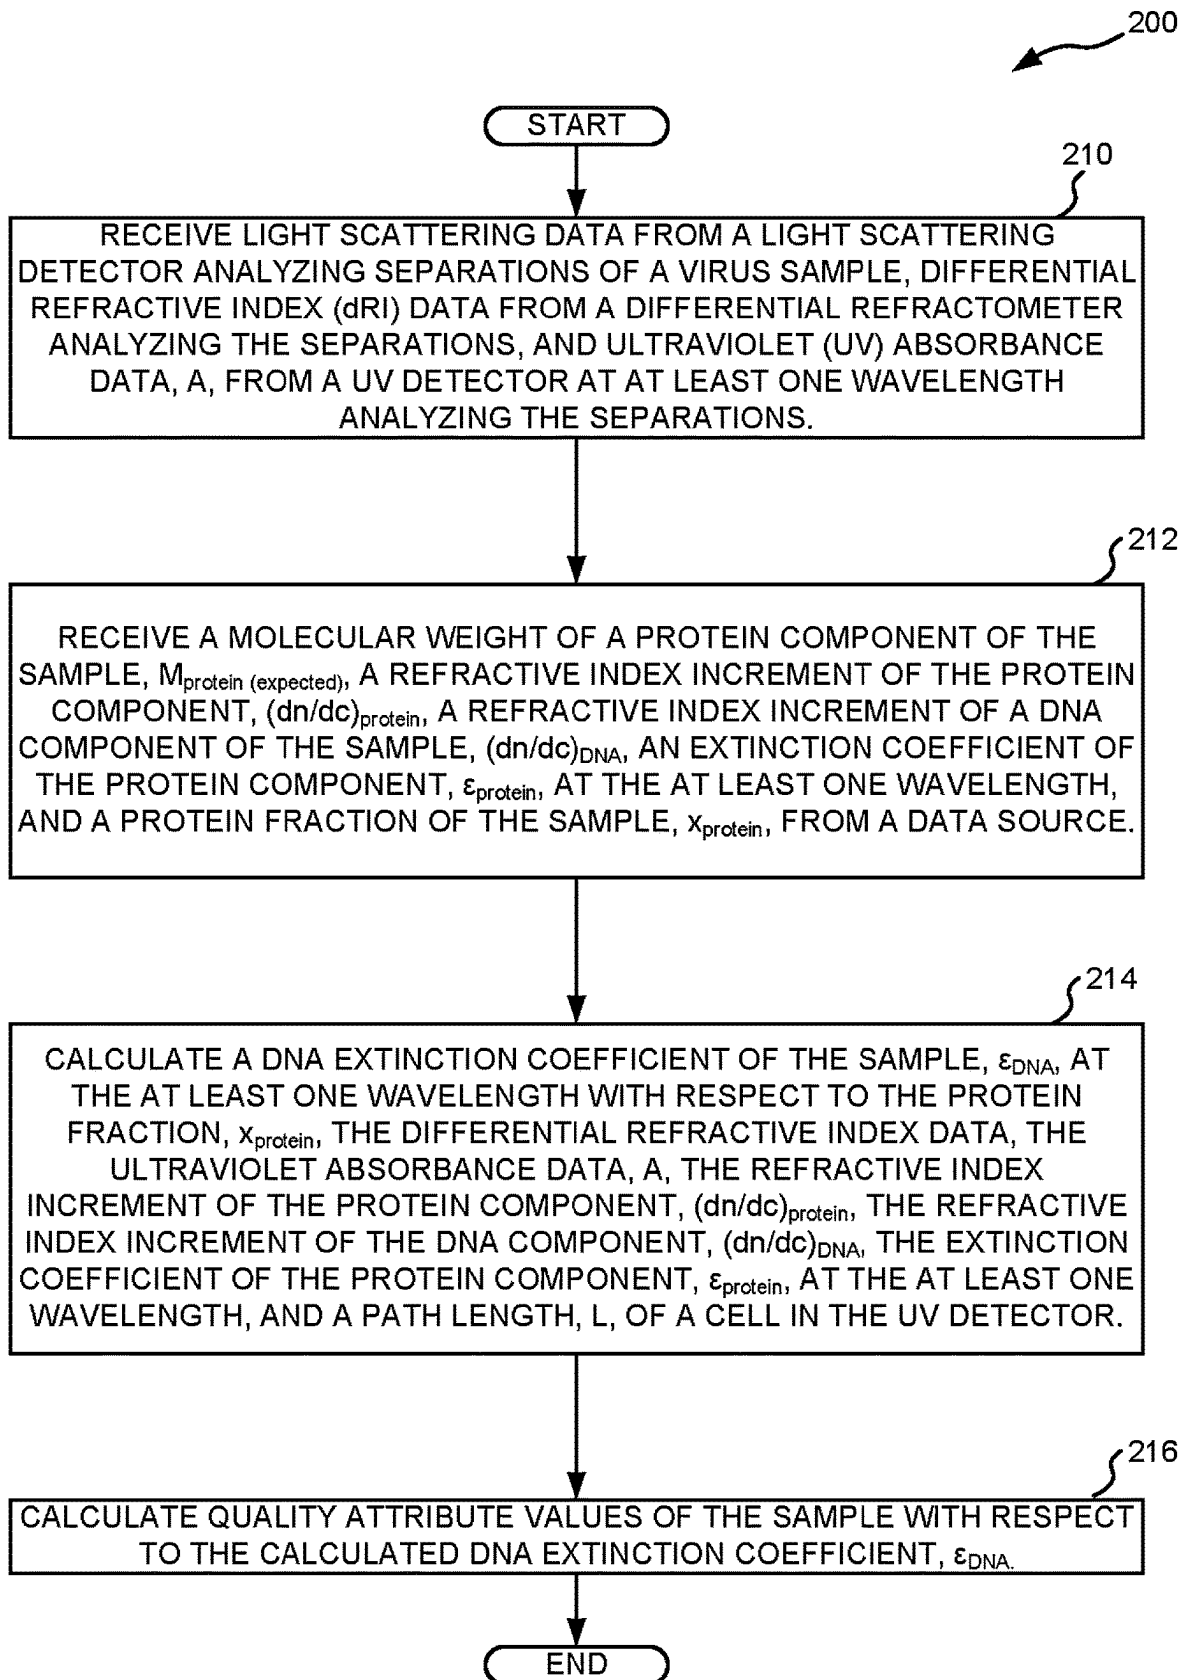 200
START
210
RECEIVE LIGHT SCATTERING DATA FROM A LIGHT SCATTERING
DETECTOR ANALYZING SEPARATIONS OF A VIRUS SAMPLE, DIFFERENTIAL
REFRACTIVE INDEX (dRI) DATA FROM A DIFFERENTIAL REFRACTOMETER
ANALYZING THE SEPARATIONS, AND ULTRAVIOLET (UV) ABSORBANCE
DATA, A, FROM A UV DETECTOR AT AT LEAST ONE WAVELENGTH
ANALYZING THE SEPARATIONS.
212
RECEIVE A MOLECULAR WEIGHT OF A PROTEIN COMPONENT OF THE
SAMPLE, Mprotein (expected), A REFRACTIVE INDEX INCREMENT OF THE PROTEIN
COMPONENT, (dn/dc)protein, A REFRACTIVE INDEX INCREMENT OF A DNA
COMPONENT OF THE SAMPLE, (dn/dc)DNA, AN EXTINCTION COEFFICIENT OF
THE PROTEIN COMPONENT, εprotein, AT THE AT LEAST ONE WAVELENGTH,
AND A PROTEIN FRACTION OF THE SAMPLE, xprotein, FROM A DATA SOURCE.
214
CALCULATE A DNA EXTINCTION COEFFICIENT OF THE SAMPLE, εDNA, AT
THE AT LEAST ONE WAVELENGTH WITH RESPECT TO THE PROTEIN
FRACTION, xprotein, THE DIFFERENTIAL REFRACTIVE INDEX DATA, THE
ULTRAVIOLET ABSORBANCE DATA, A, THE REFRACTIVE INDEX
INCREMENT OF THE PROTEIN COMPONENT, (dn/dc)protein, THE REFRACTIVE
INDEX INCREMENT OF THE DNA COMPONENT, (dn/dc)DNA, THE EXTINCTION
COEFFICIENT OF THE PROTEIN COMPONENT, εprotein, AT THE AT LEAST ONE
WAVELENGTH, AND A PATH LENGTH, L, OF A CELL IN THE UV DETECTOR.
216
CALCULATE QUALITY ATTRIBUTE VALUES OF THE SAMPLE WITH RESPECT
TO THE CALCULATED DNA EXTINCTION COEFFICIENT, εDNA.
END